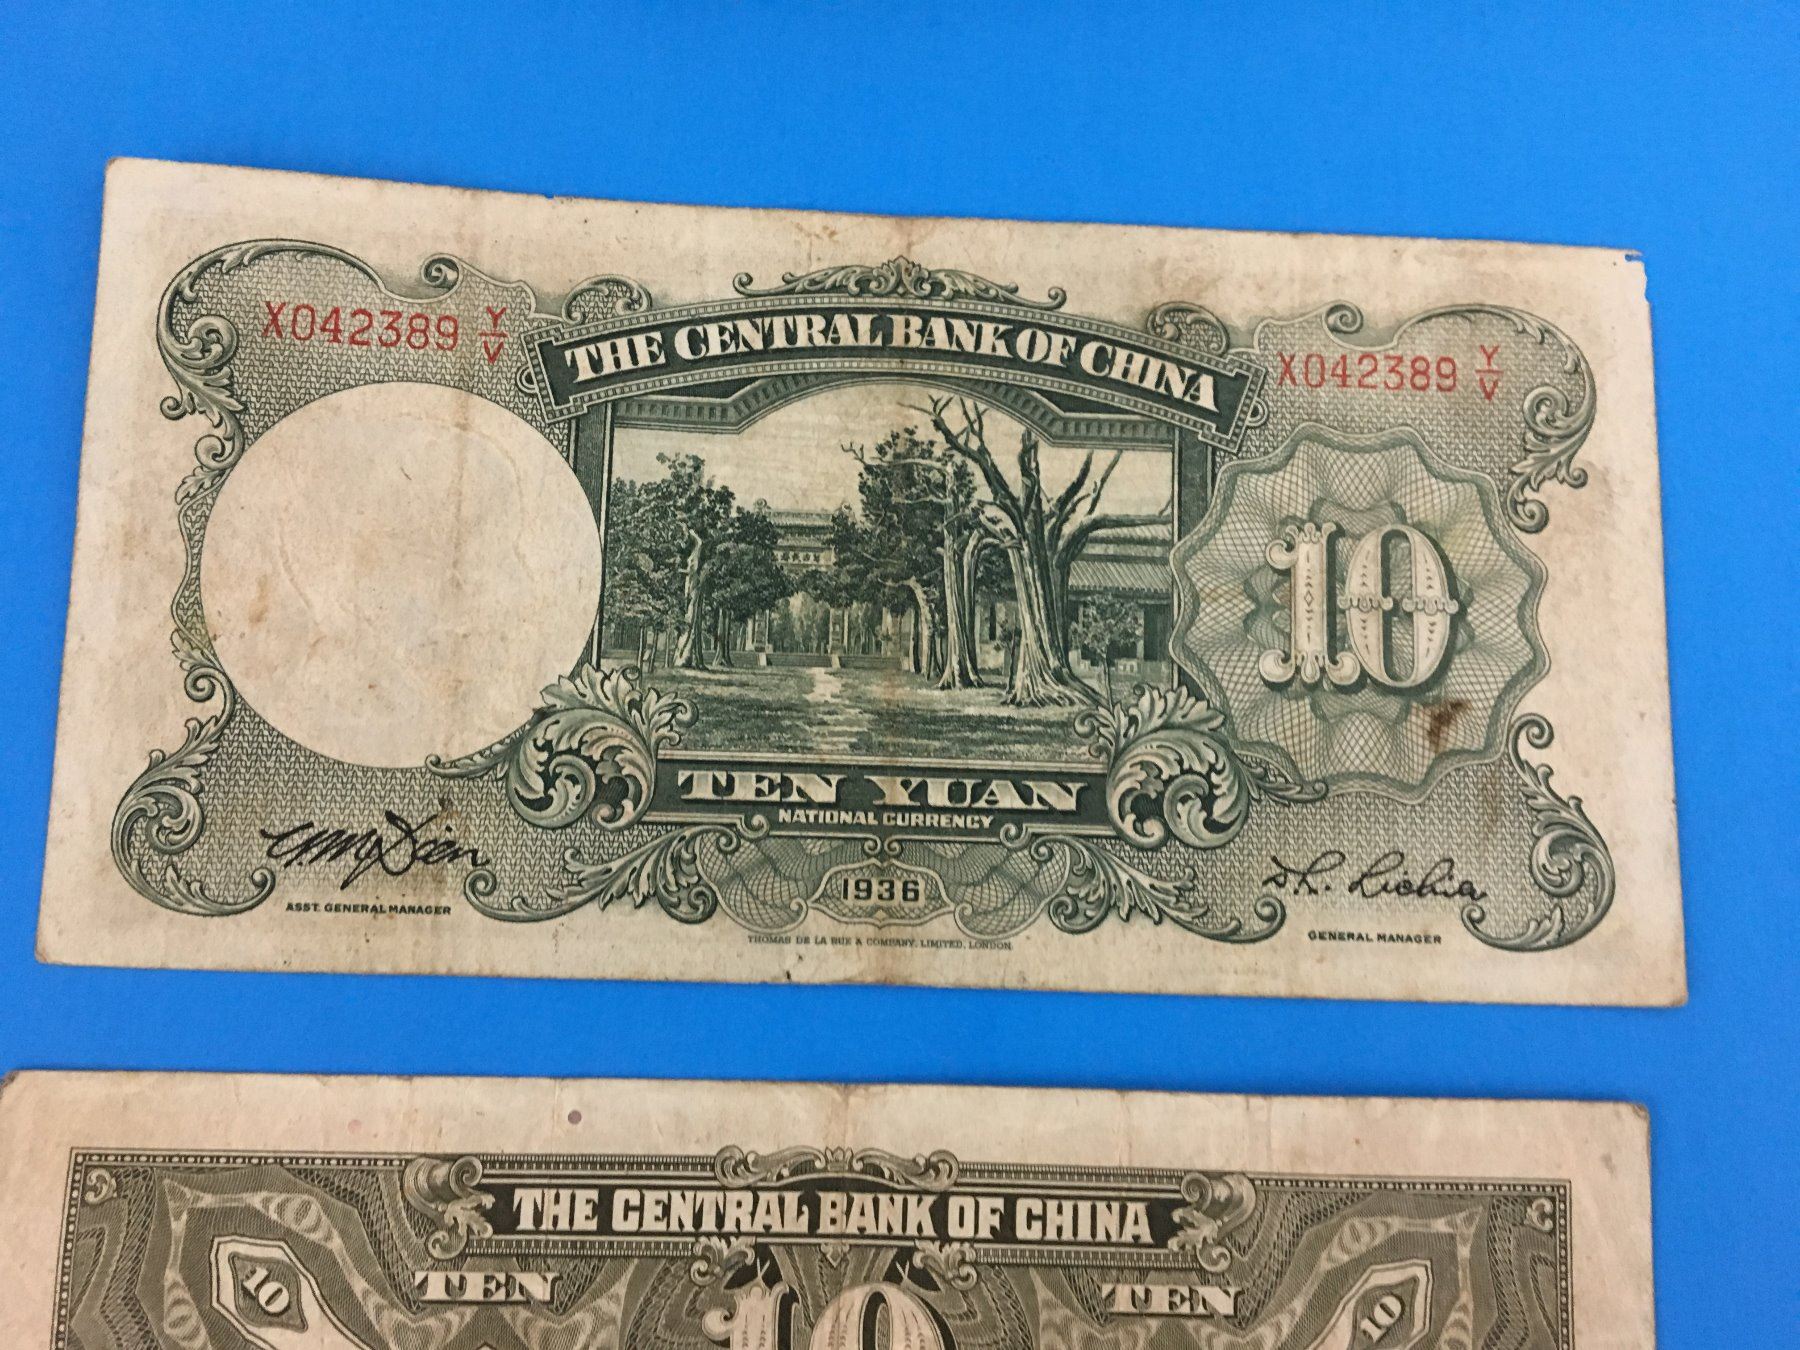 X042389 Y/V
THE CENTRAL BANK OF CHINA
X042389 Y/V
10
TEN YUAN
NATIONAL CURRENCY
1936
ASST. GENERAL MANAGER
GENERAL MANAGER
THOMAS DE LA RUE & COMPANY, LIMITED, LONDON.
THE CENTRAL BANK OF CHINA
TEN
TEN
10
10
10